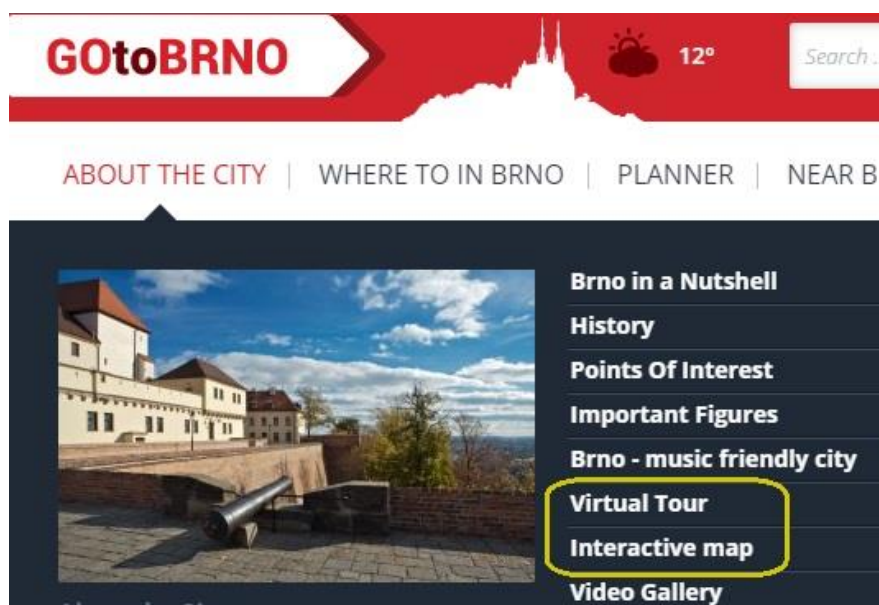 GOtoBRNO
12°
Search .
ABOUT THE CITY | WHERE TO IN BRNO | PLANNER | NEAR B
Brno in a Nutshell
History
Points Of Interest
Important Figures
Brno - music friendly city
Virtual Tour
Interactive map
Video Gallery